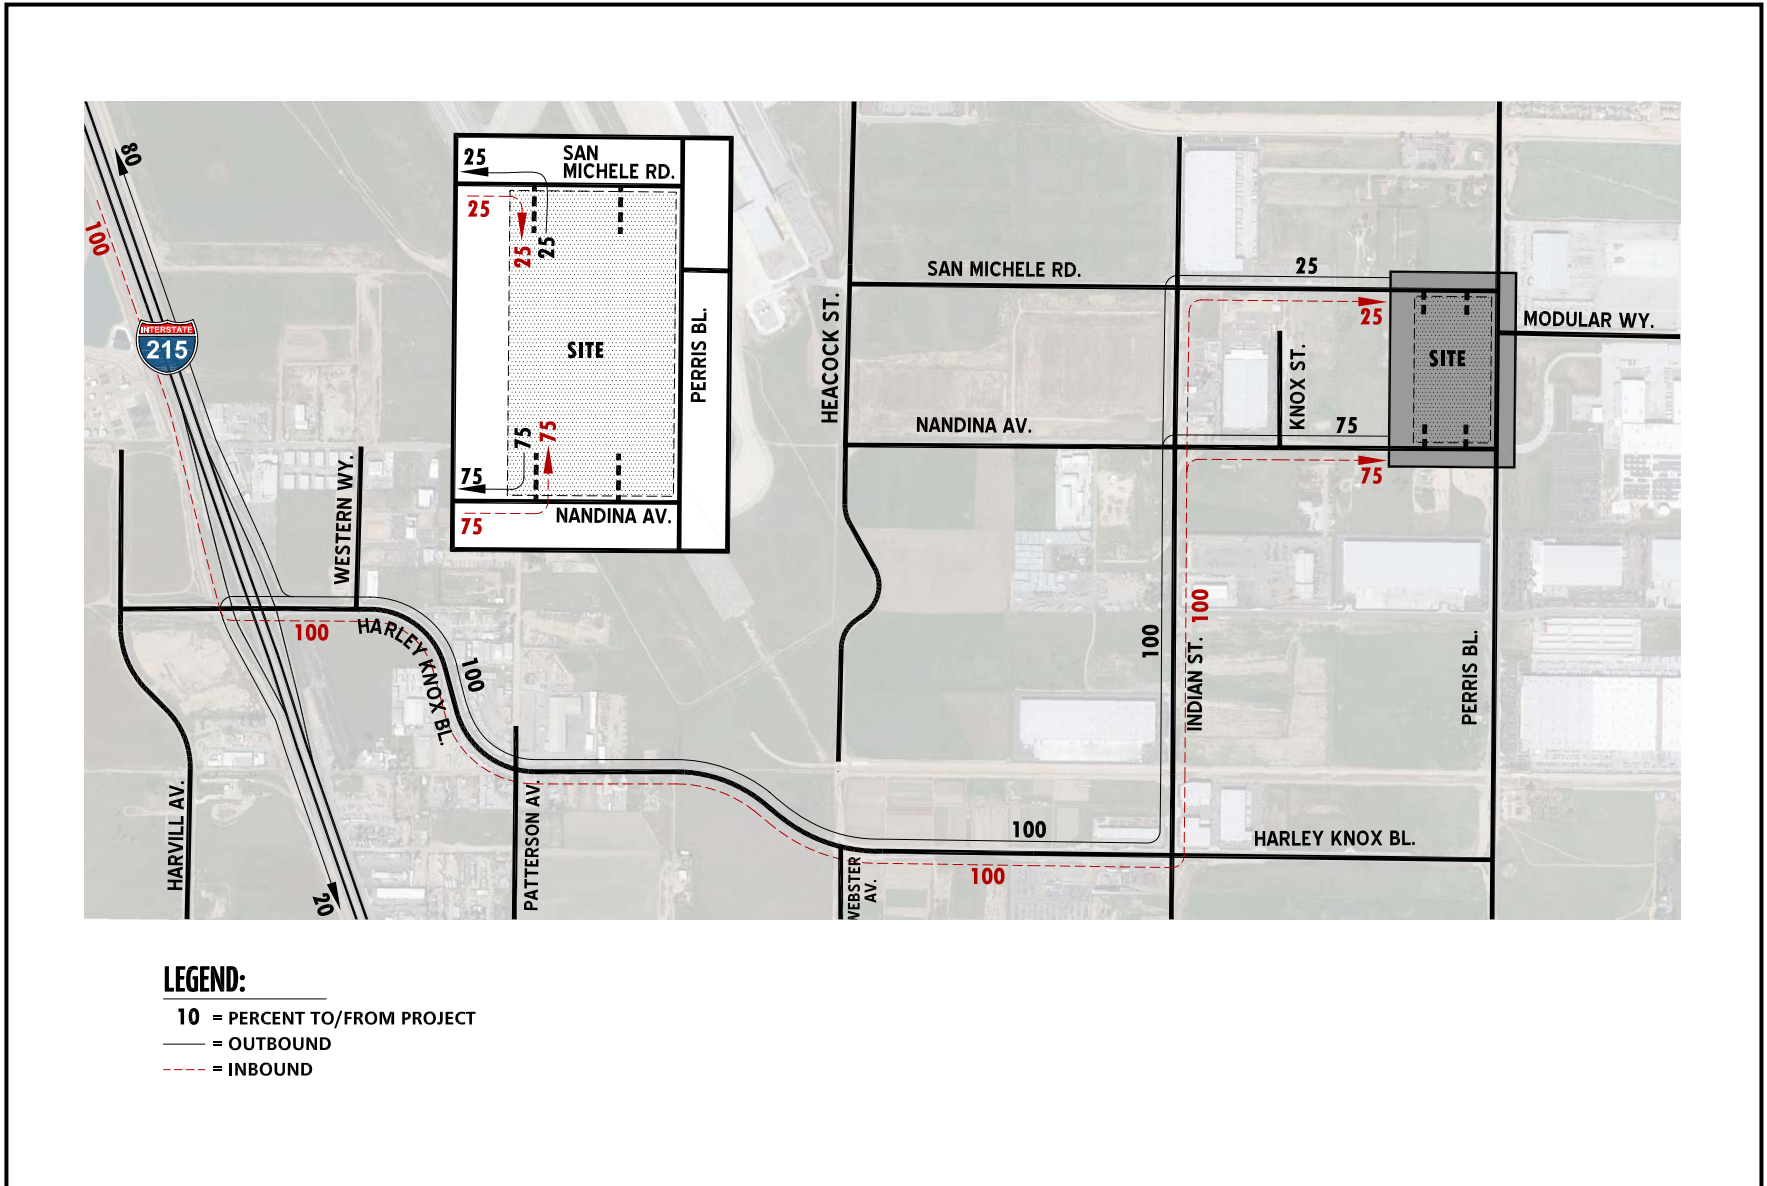 80
100
INTERSTATE
215
25
SAN
MICHELE RD.
25
25
25
SITE
PERRIS BL.
75
75
75
75
NANDINA AV.
HEACOCK ST.
SAN MICHELE RD.
25
25
MODULAR WY.
SITE
KNOX ST.
NANDINA AV.
75
75
WESTERN WY.
100
HARLEY KNOX BL.
100
100
100
INDIAN ST.
PERRIS BL.
HARVILL AV.
20
PATTERSON AV.
WEBSTER
AV.
100
100
HARLEY KNOX BL.
LEGEND:
10 = PERCENT TO/FROM PROJECT
= OUTBOUND
= INBOUND